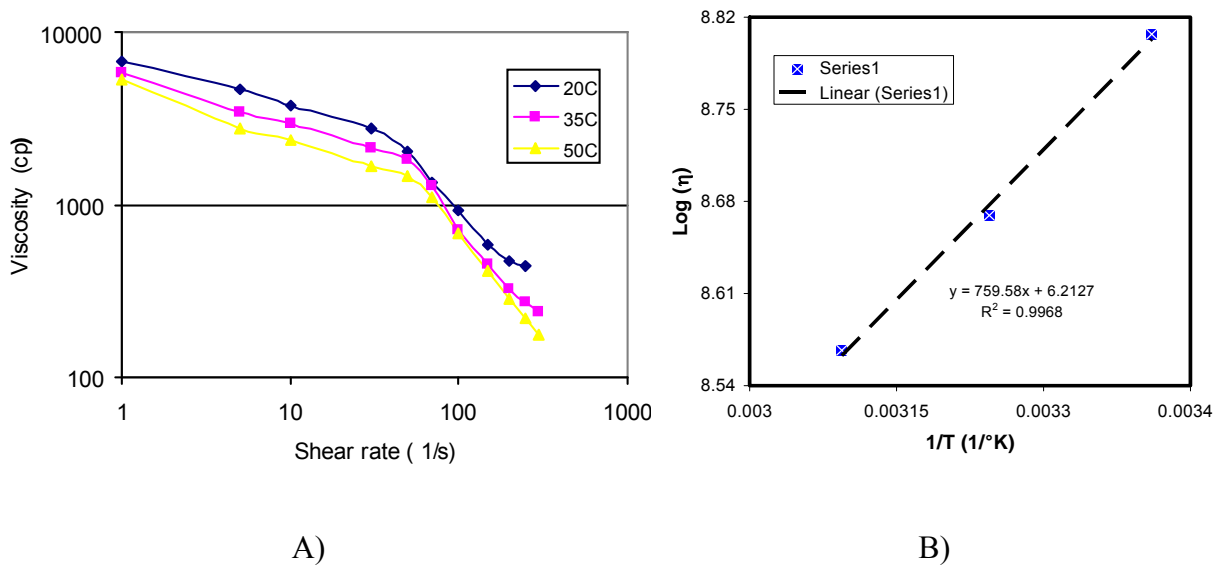 10000
1000
100
Viscosity (cp)
20C
35C
50C
1
10
100
1000
Shear rate ( 1/s)
A)
8.82
8.75
8.68
8.61
8.54
Log (η)
Series1
Linear (Series1)
y = 759.58x + 6.2127
R² = 0.9968
0.003
0.00315
0.0033
0.0034
1/T (1/°K)
B)